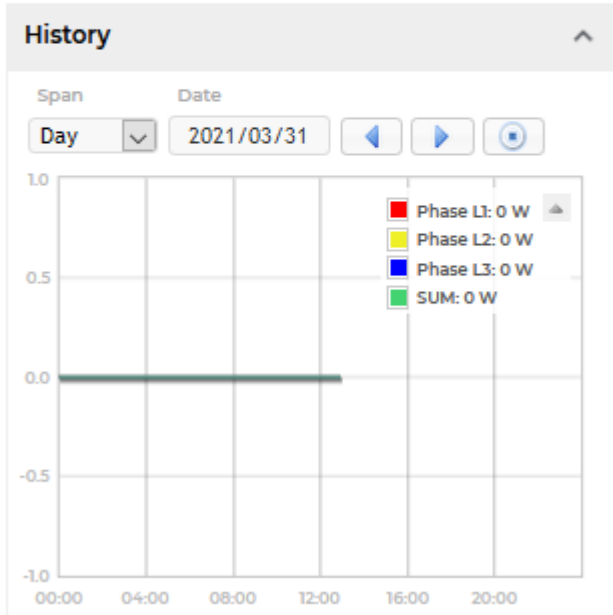 History
Span Date
Day 2021/03/31
1.0
Phase L1: 0 W
Phase L2: 0 W
0.5
Phase L3: 0 W
SUM: 0 W
0.0
-0.5
-1.0
00:00 04:00 08:00 12:00 16:00 20:00